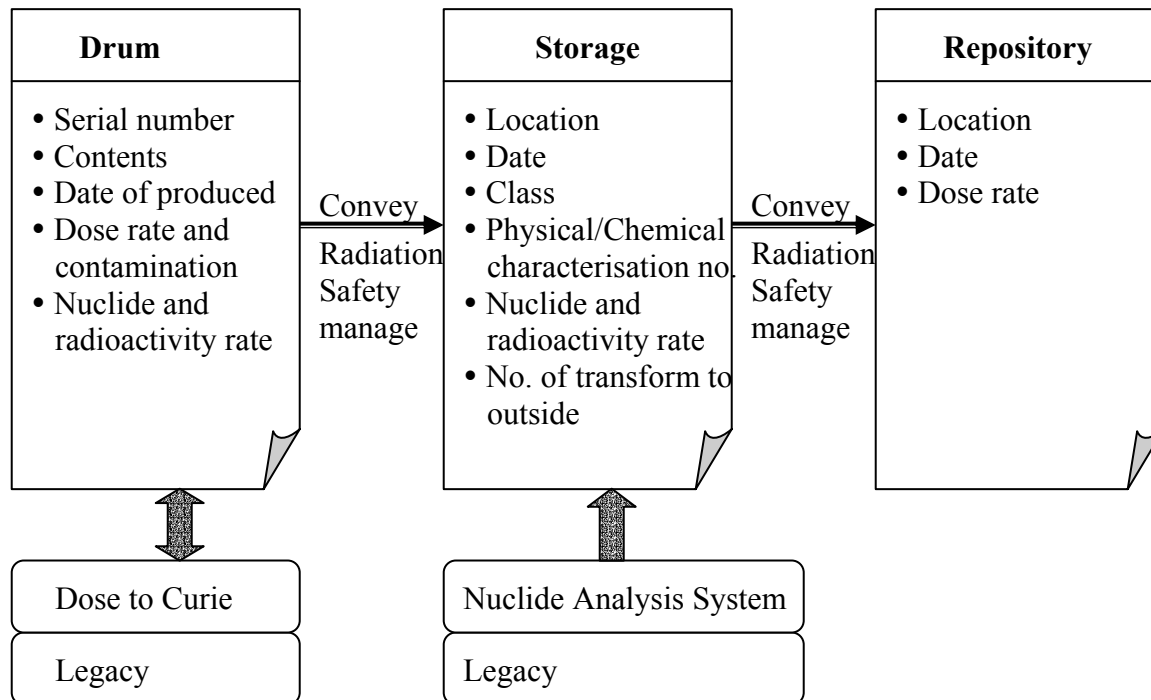 Drum
• Serial number
• Contents
• Date of produced
• Dose rate and
contamination
• Nuclide and
radioactivity rate
Convey
Radiation
Safety
manage
Storage
• Location
• Date
• Class
• Physical/Chemical
characterisation no.
• Nuclide and
radioactivity rate
• No. of transform to
outside
Convey
Radiation
Safety
manage
Repository
• Location
• Date
• Dose rate
Dose to Curie
Legacy
Nuclide Analysis System
Legacy